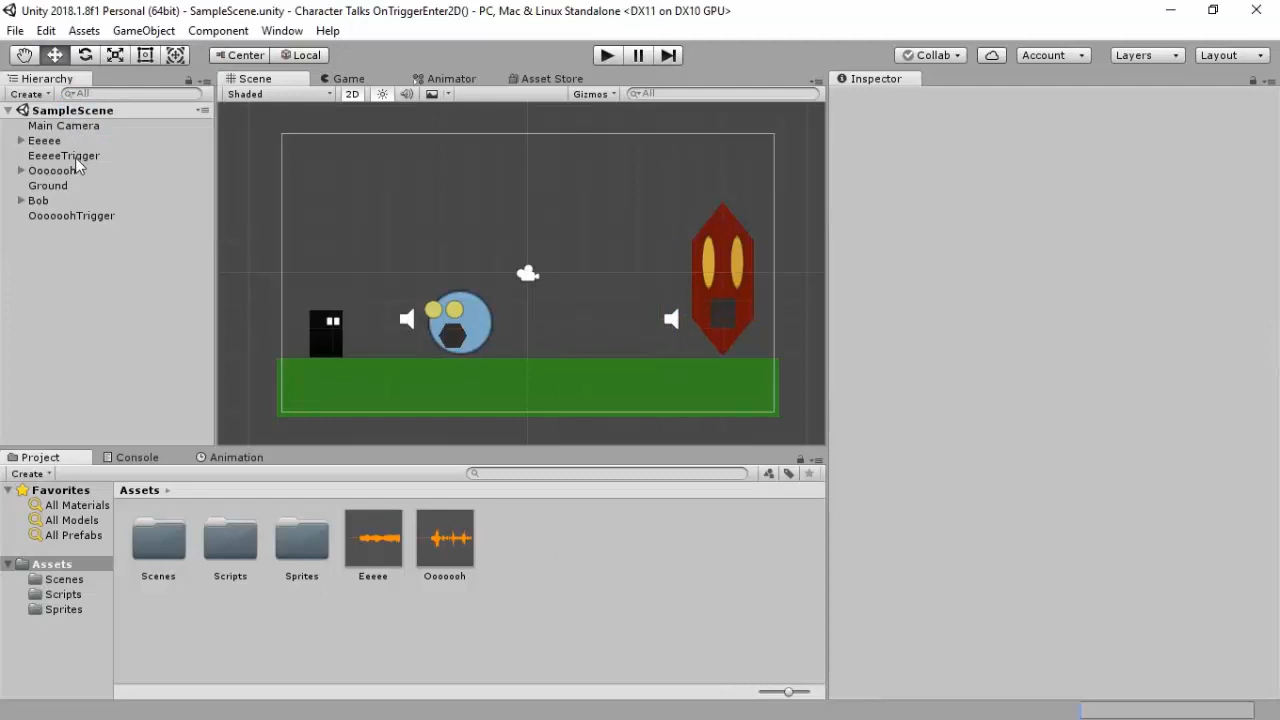 Unity 2018.1.8f1 Personal (64bit) - SampleScene.unity - Character Talks OnTriggerEnter2D() - PC, Mac & Linux Standalone <DX11 on DX10 GPU>
File Edit Assets GameObject Component Window Help
Center Local Collab Account Layers Layout
Hierarchy Scene Game Animator Asset Store Inspector
Create All Shaded 2D Gizmos All
SampleScene
Main Camera
Eeeee
EeeeeTrigger
Ooooooh
Ground
Bob
OooooohTrigger
Project Console Animation
Create
Favorites Assets
All Materials
All Models
All Prefabs
Assets
Scenes
Scripts
Sprites
Scenes Scripts Sprites Eeeee Ooooooh